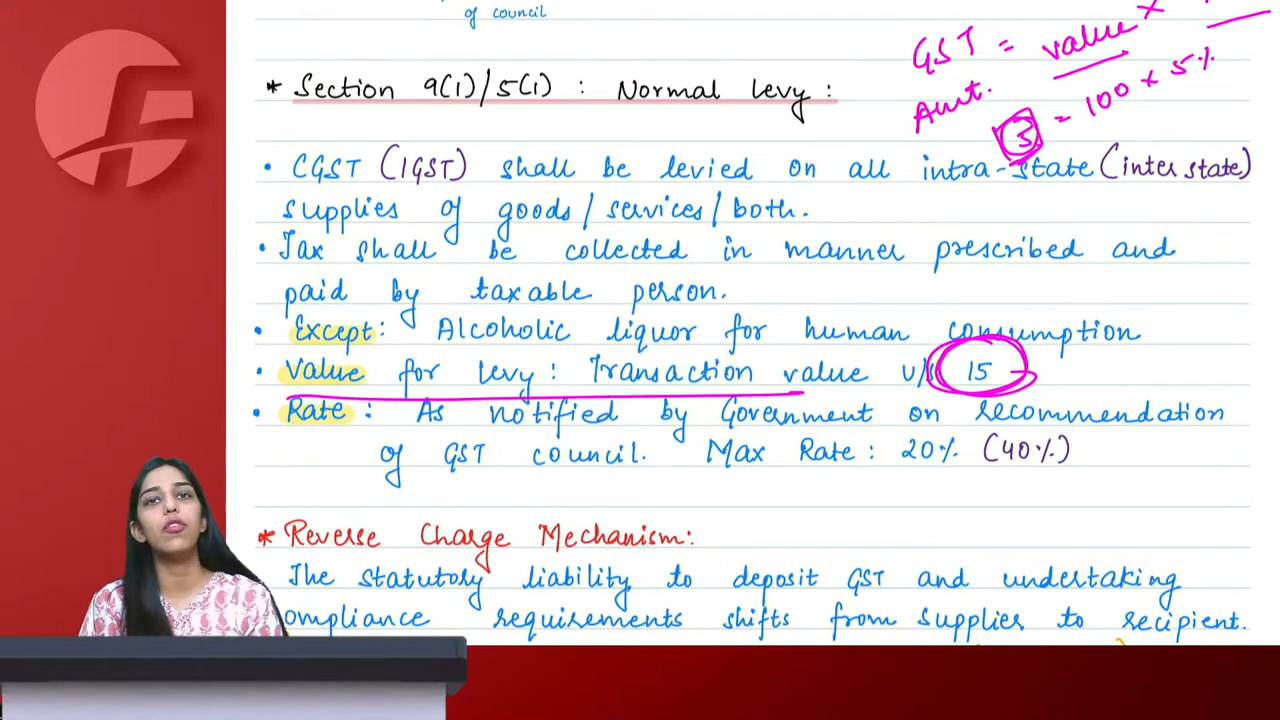 of council
GST = value ×
Amt.
3 = 100 × 5%
* Section 9(1)/5(1) : Normal Levy :
• CGST (IGST) shall be levied on all intra-state (inter state)
supplies of goods/services/both.
• Tax shall be collected in manner prescribed and
paid by taxable person.
• Except: Alcoholic liquor for human consumption
• Value for levy: Transaction value u/s 15
• Rate : As notified by Government on recommendation
of GST council. Max Rate: 20% (40%)
* Reverse Charge Mechanism:
The statutory liability to deposit GST and undertaking
ompliance requirements shifts from supplies to recipient.